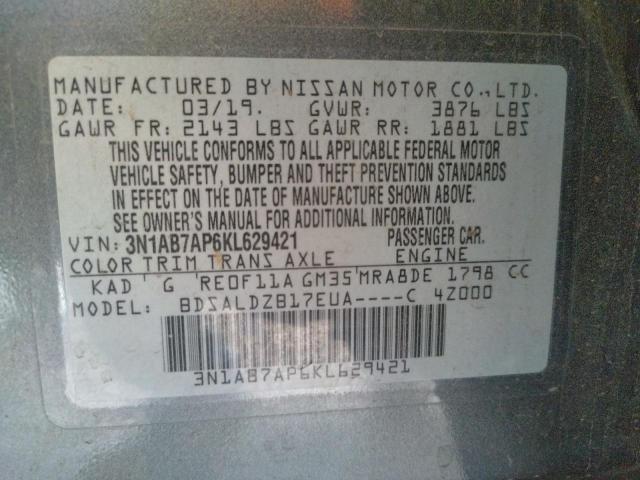 MANUFACTURED BY NISSAN MOTOR CO., LTD.
DATE: 03/19. GVWR: 3876 LBS
GAWR FR: 2143 LBS GAWR RR: 1881 LBS
THIS VEHICLE CONFORMS TO ALL APPLICABLE FEDERAL MOTOR
VEHICLE SAFETY, BUMPER AND THEFT PREVENTION STANDARDS
IN EFFECT ON THE DATE OF MANUFACTURE SHOWN ABOVE.
SEE OWNER'S MANUAL FOR ADDITIONAL INFORMATION.
VIN: 3N1AB7AP6KL629421 PASSENGER CAR.
COLOR TRIM TRANS AXLE ENGINE
KAD G RE0F11A GM35 MRA8DE 1798 CC
MODEL: BDSALDZB17EUA----C 4Z000
3N1AB7AP6KL629421